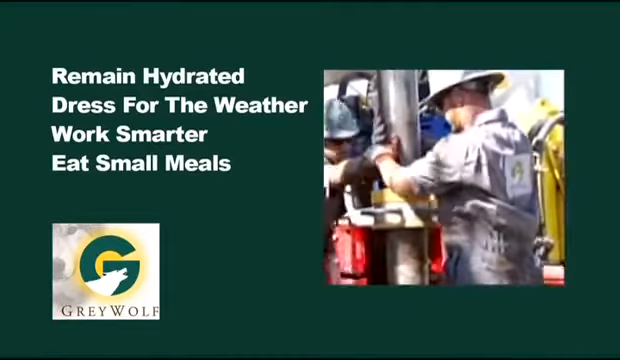 Remain Hydrated
Dress For The Weather
Work Smarter
Eat Small Meals
G
GREYWOLF